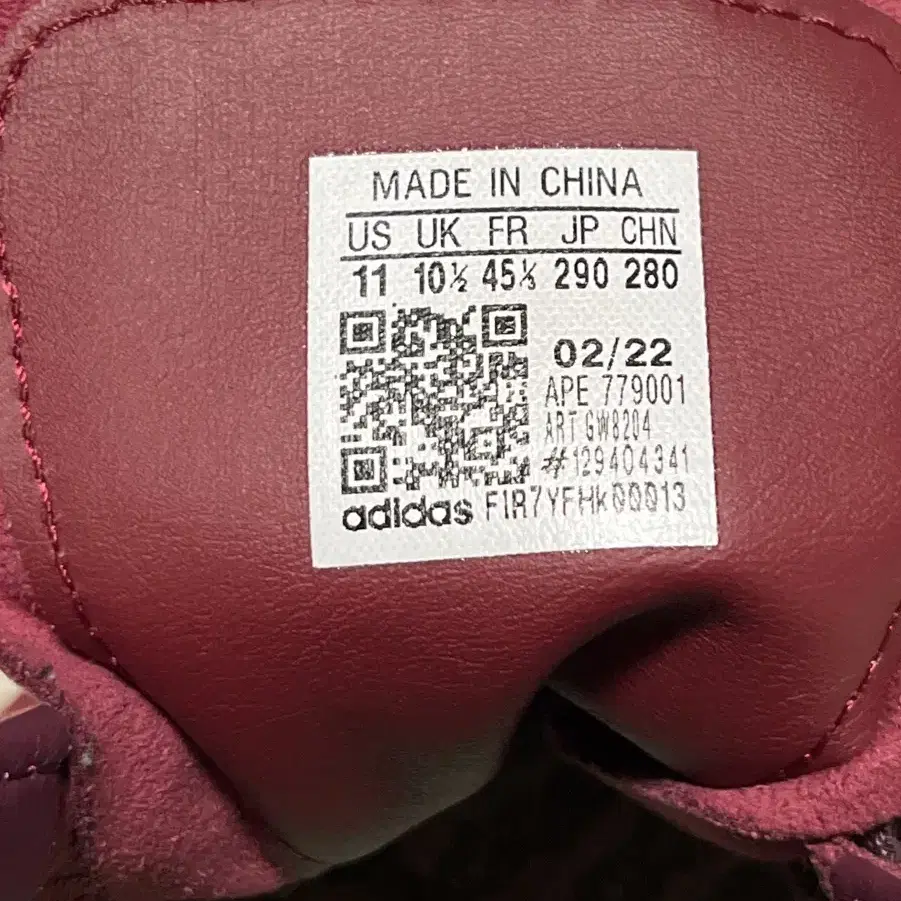 MADE IN CHINA
US UK FR JP CHN
11 10½ 45⅓ 290 280
02/22
APE 779001
ART GW8204
#129404341
adidas F1R7YFHK00013